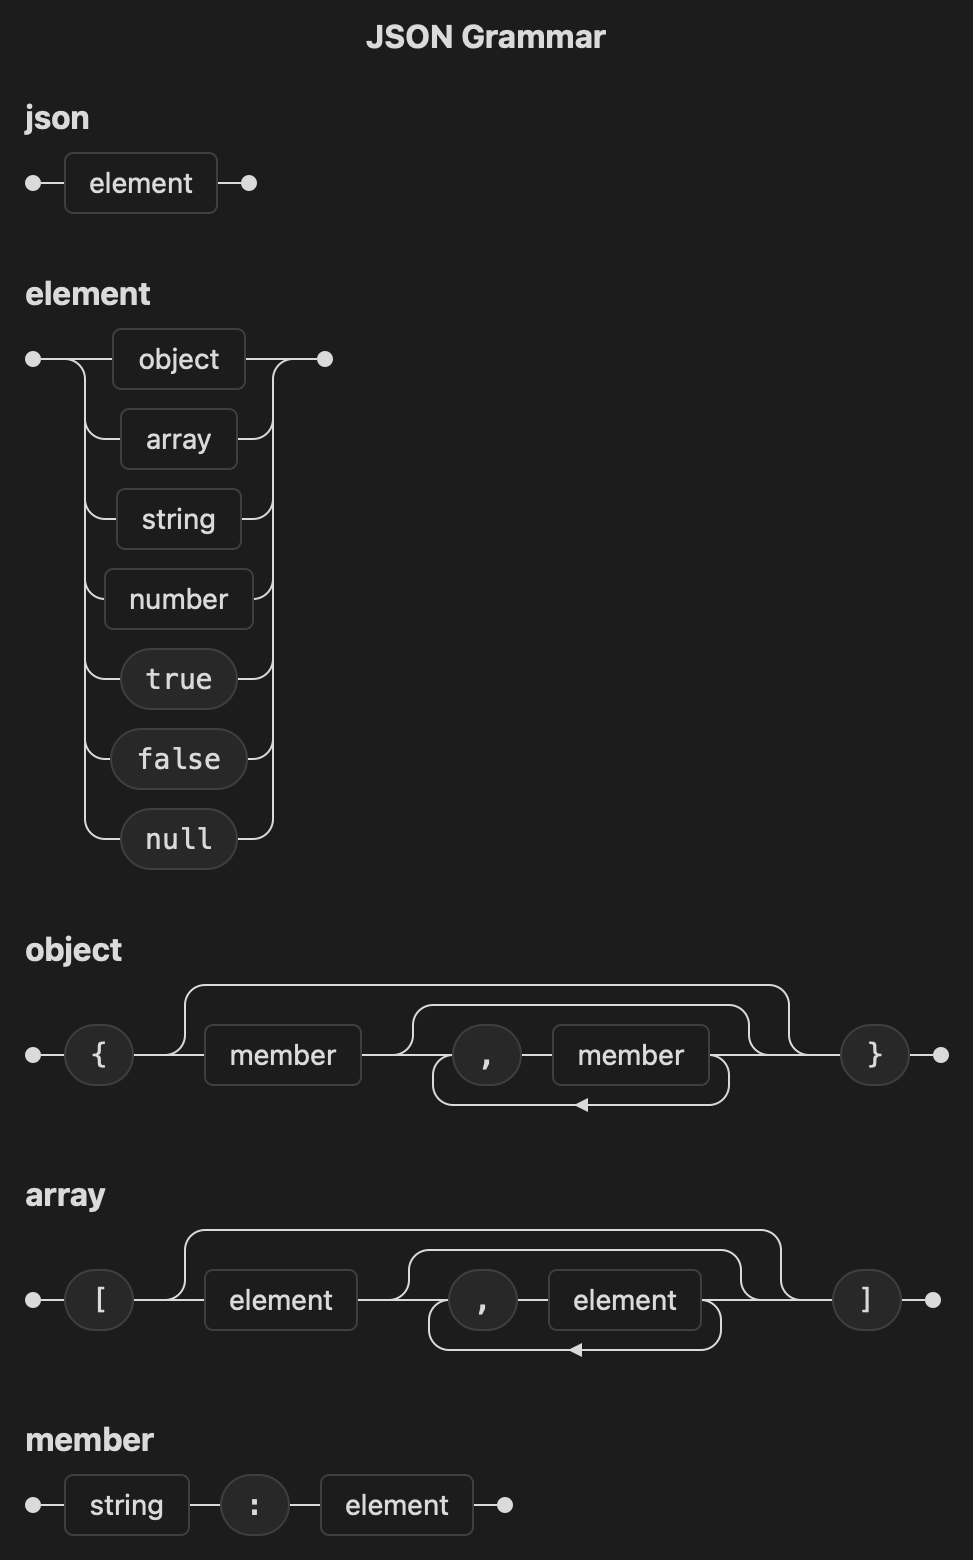 JSON Grammar
json
element
element
object
array
string
number
true
false
null
object
{ member , member }
array
[ element , element ]
member
string : element